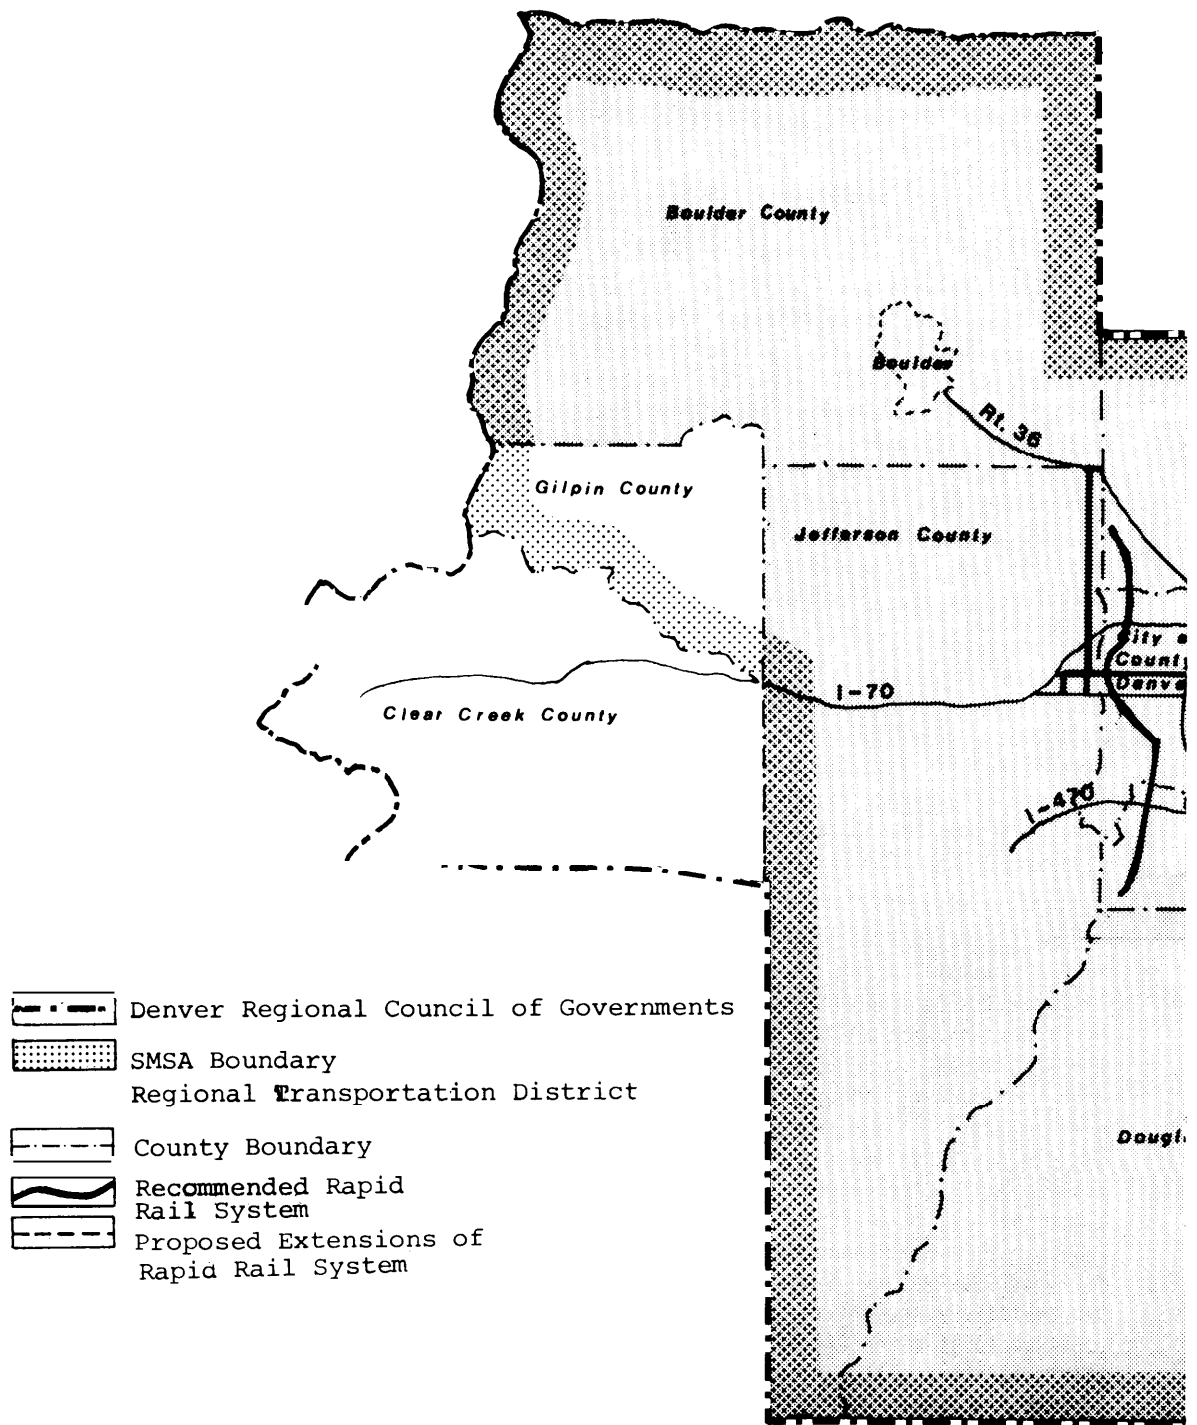 Boulder County
Boulder
Rt. 36
Gilpin County
Jefferson County
City
County
Denve
I-70
Clear Creek County
I-470
Denver Regional Council of Governments
SMSA Boundary
Regional Transportation District
County Boundary
Dougl
Recommended Rapid
Rail System
Proposed Extensions of
Rapid Rail System